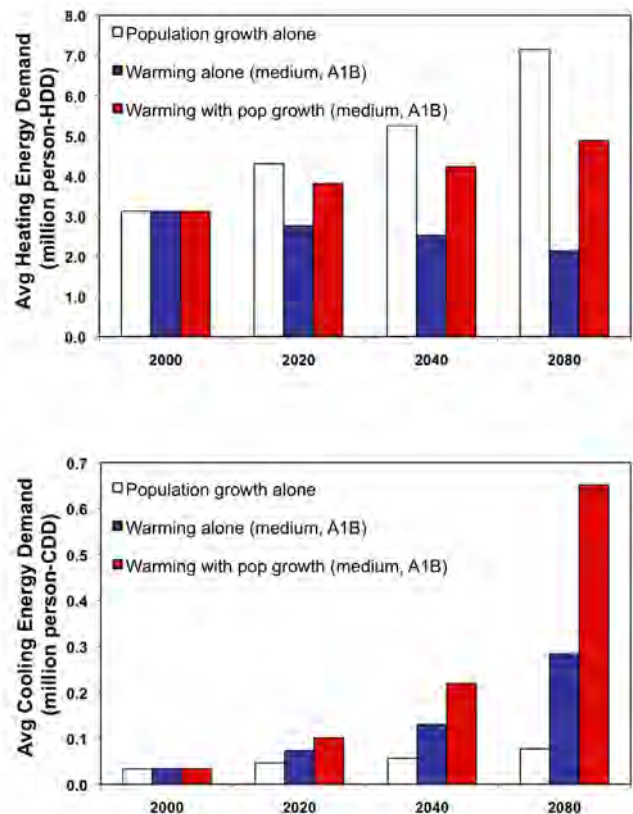 8.0
7.0
6.0
5.0
4.0
3.0
2.0
1.0
0.0
Avg Heating Energy Demand
(million person-HDD)
Population growth alone
Warming alone (medium, A1B)
Warming with pop growth (medium, A1B)
2000 2020 2040 2080
0.7
0.6
0.5
0.4
0.3
0.2
0.1
0.0
Avg Cooling Energy Demand
(million person-CDD)
Population growth alone
Warming alone (medium, A1B)
Warming with pop growth (medium, A1B)
2000 2020 2040 2080